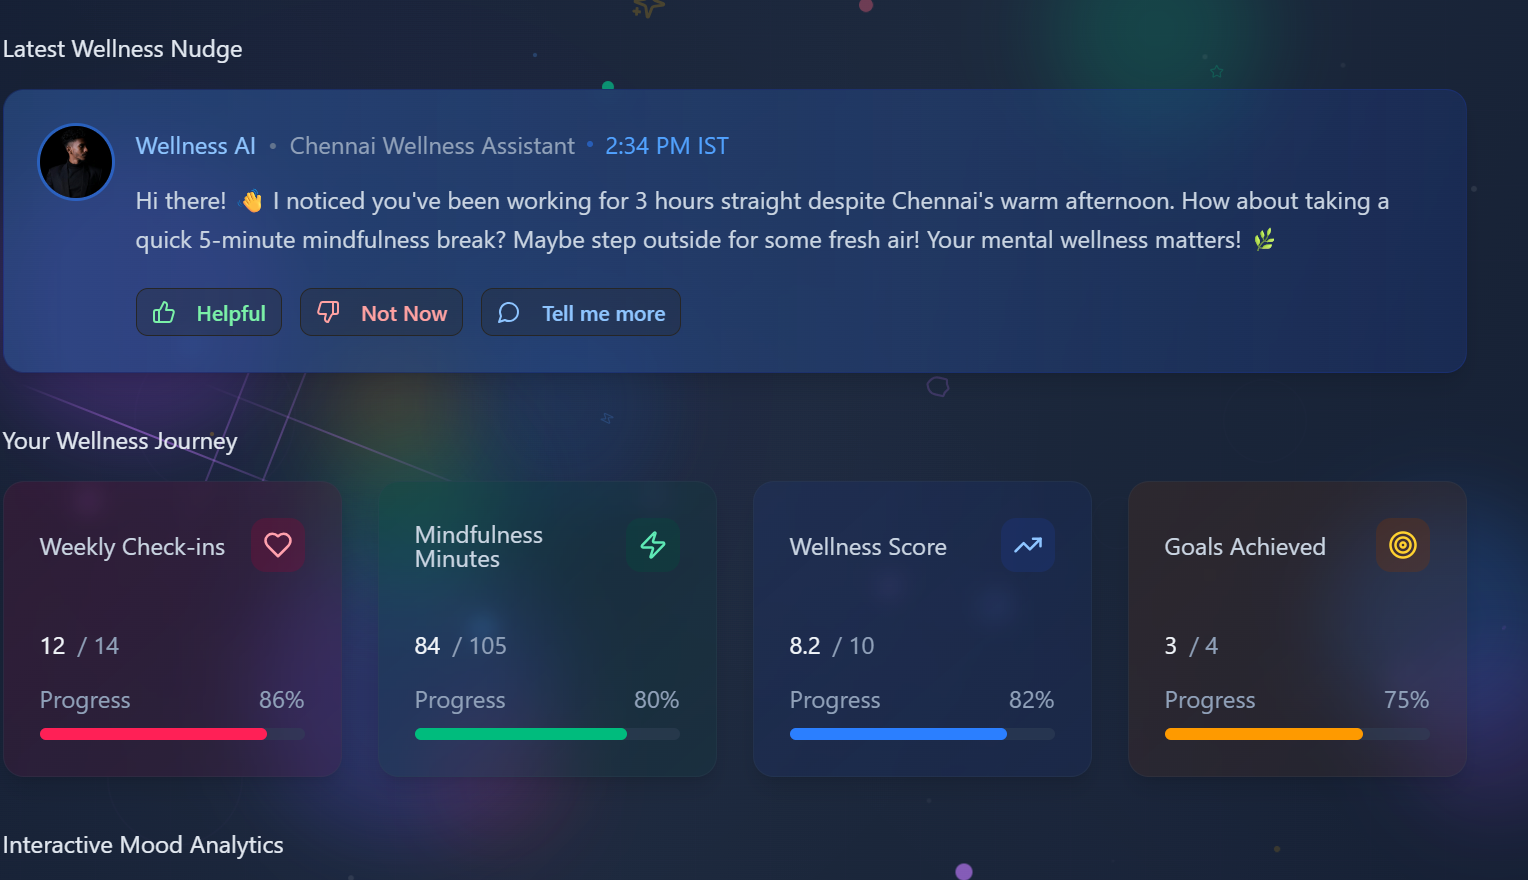 Latest Wellness Nudge
Wellness AI • Chennai Wellness Assistant • 2:34 PM IST
Hi there! 👋 I noticed you've been working for 3 hours straight despite Chennai's warm afternoon. How about taking a
quick 5-minute mindfulness break? Maybe step outside for some fresh air! Your mental wellness matters! 🌿
Helpful
Not Now
Tell me more
Your Wellness Journey
Weekly Check-ins
12 / 14
Progress 86%
Mindfulness
Minutes
84 / 105
Progress 80%
Wellness Score
8.2 / 10
Progress 82%
Goals Achieved
3 / 4
Progress 75%
Interactive Mood Analytics